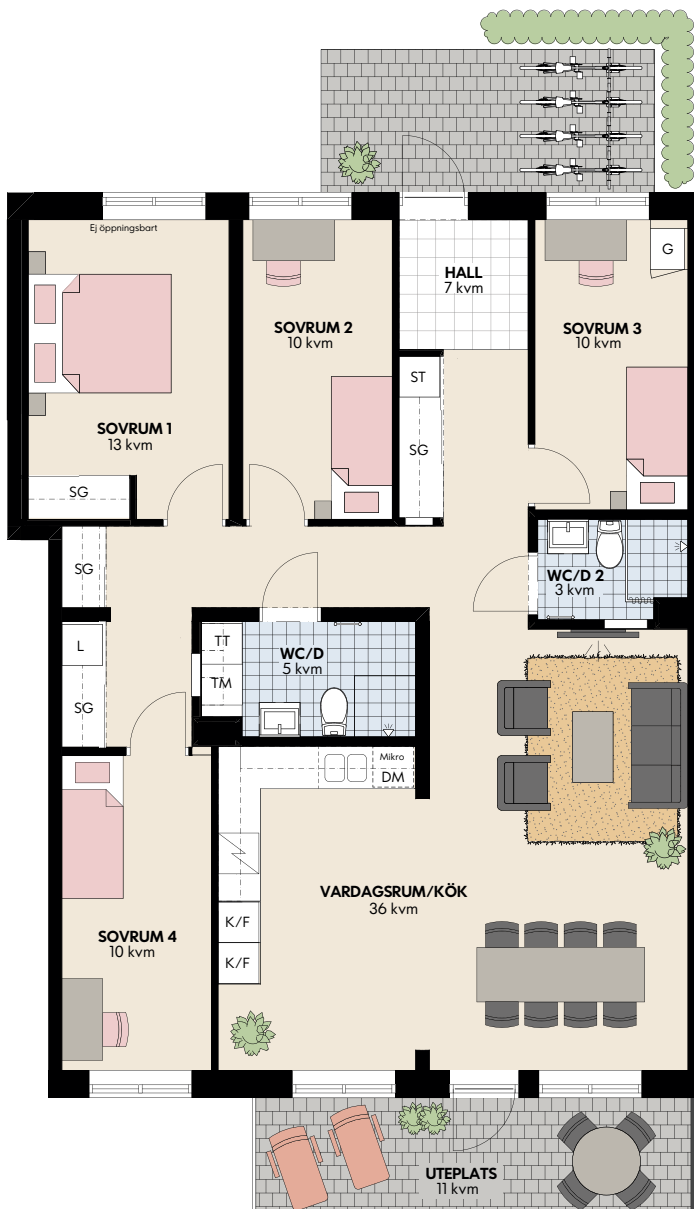 Ej öppningsbart
G
HALL
7 kvm
SOVRUM 2
10 kvm
SOVRUM 3
10 kvm
ST
SOVRUM 1
13 kvm
SG
SG
SG
WC/D 2
3 kvm
L
TT
WC/D
5 kvm
TM
SG
Mikro
DM
VARDAGSRUM/KÖK
36 kvm
K/F
SOVRUM 4
10 kvm
K/F
UTEPLATS
11 kvm